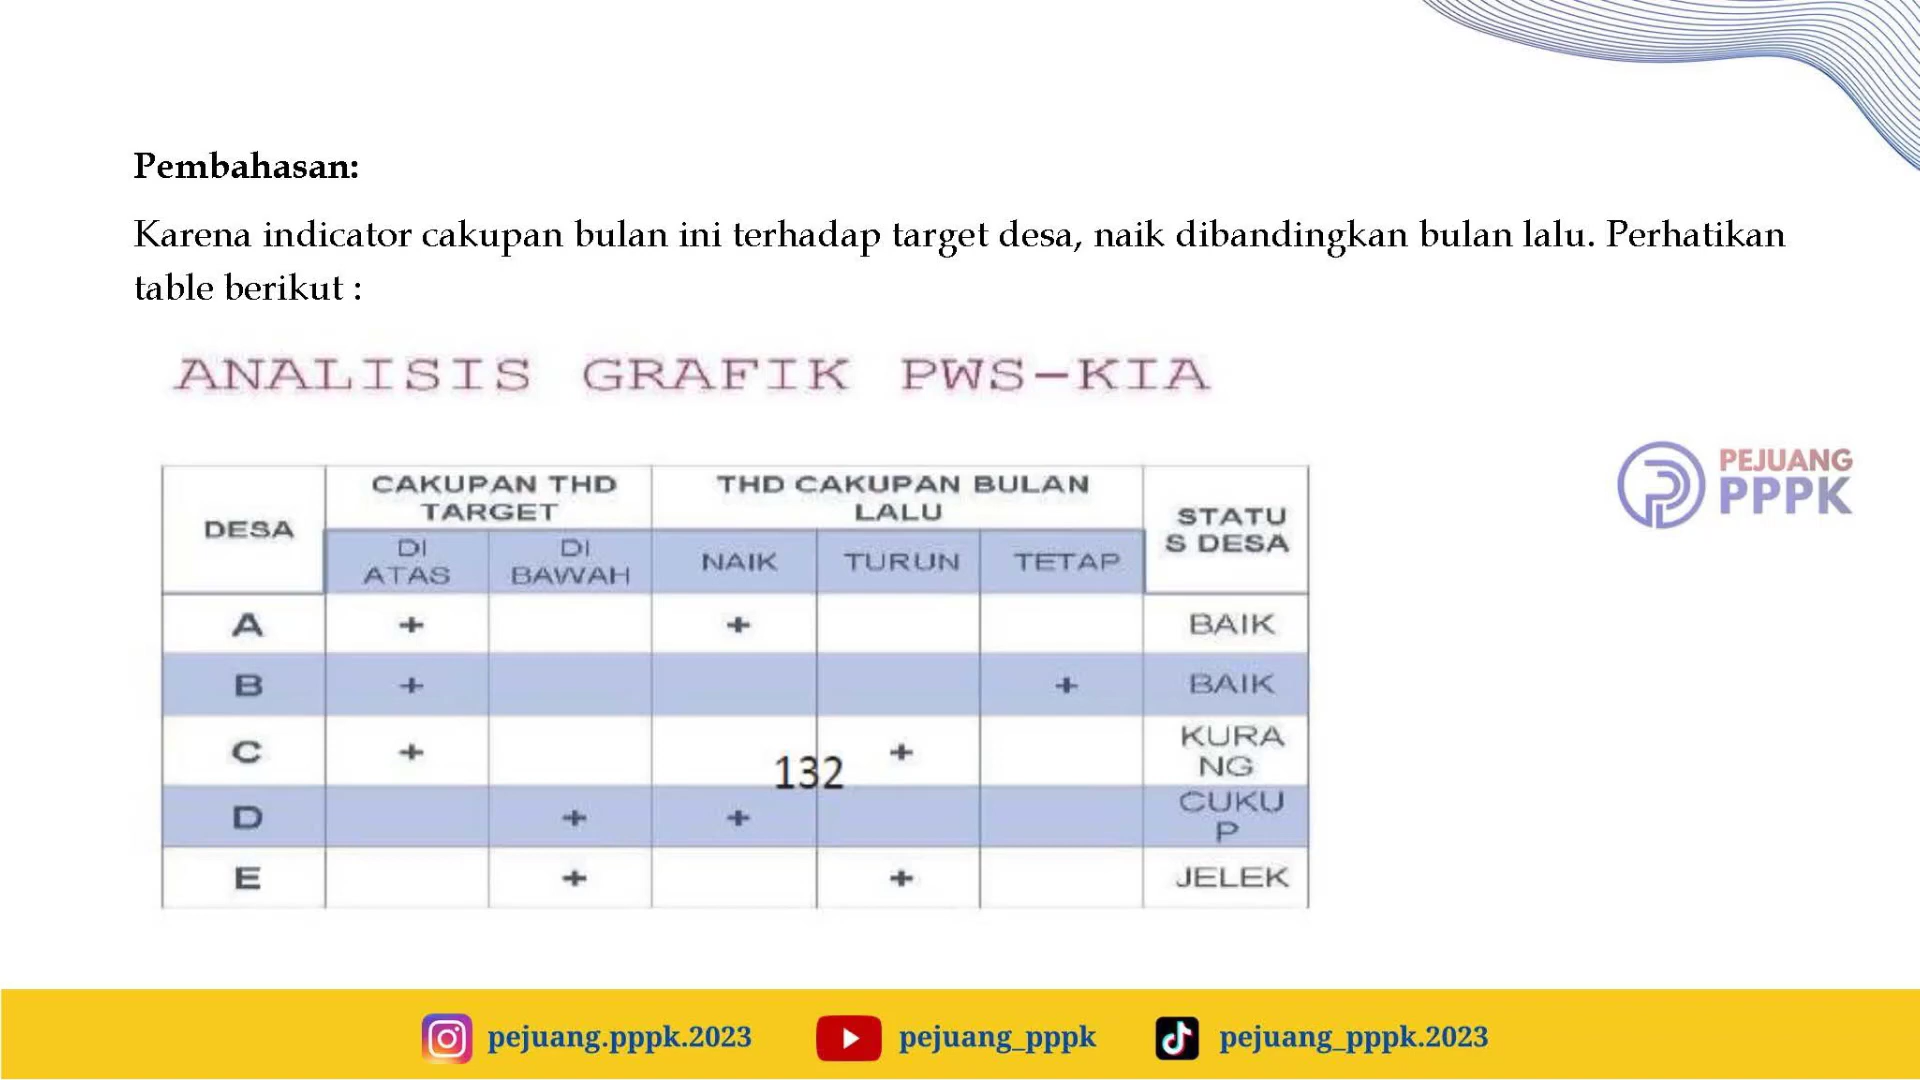 Pembahasan:
Karena indicator cakupan bulan ini terhadap target desa, naik dibandingkan bulan lalu. Perhatikan
table berikut :
ANALISIS GRAFIK PWS-KIA
DESA
CAKUPAN THD
TARGET
THD CAKUPAN BULAN
LALU
STATU
S DESA
DI
ATAS
DI
BAWAH
NAIK
TURUN
TETAP
A + + BAIK
B + + BAIK
C + + KURA
NG
132
D + + CUKU
P
E + + JELEK
PEJUANG
PPPK
pejuang.pppk.2023 pejuang_pppk pejuang_pppk.2023